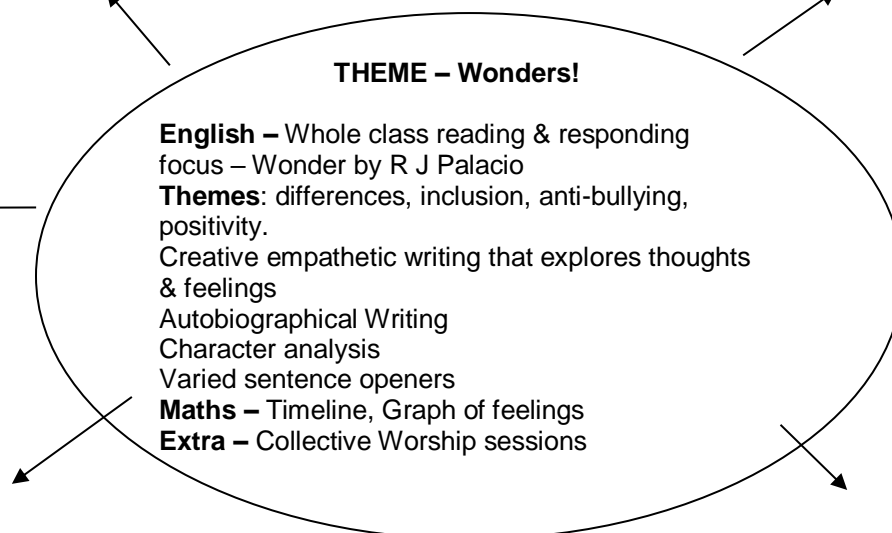 THEME – Wonders!
English – Whole class reading & responding
focus – Wonder by R J Palacio
Themes: differences, inclusion, anti-bullying,
positivity.
Creative empathetic writing that explores thoughts
& feelings
Autobiographical Writing
Character analysis
Varied sentence openers
Maths – Timeline, Graph of feelings
Extra – Collective Worship sessions